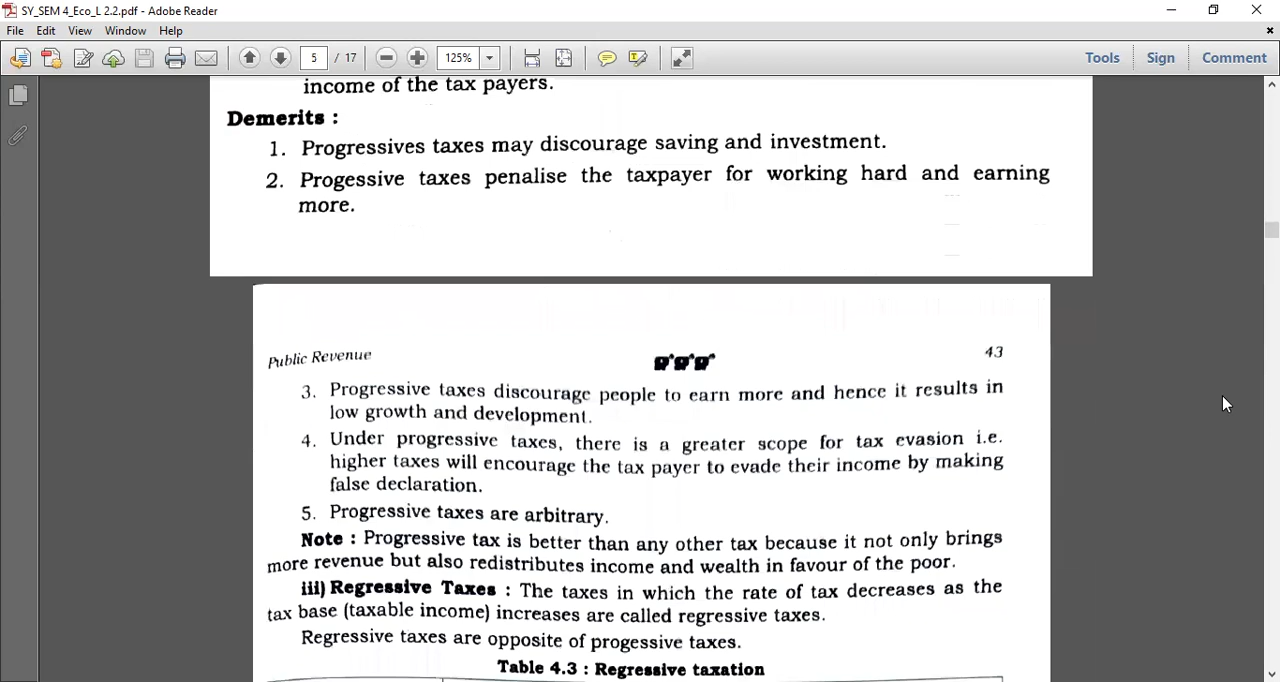 SY_SEM 4_Eco_L 2.2.pdf - Adobe Reader
File Edit View Window Help
5 / 17 125% Tools Sign Comment
income of the tax payers.
Demerits :
1. Progressives taxes may discourage saving and investment.
2. Progessive taxes penalise the taxpayer for working hard and earning
more.
Public Revenue 43
3. Progressive taxes discourage people to earn more and hence it results in
low growth and development.
4. Under progressive taxes, there is a greater scope for tax evasion i.e.
higher taxes will encourage the tax payer to evade their income by making
false declaration.
5. Progressive taxes are arbitrary.
Note : Progressive tax is better than any other tax because it not only brings
more revenue but also redistributes income and wealth in favour of the poor.
iii) Regressive Taxes : The taxes in which the rate of tax decreases as the
tax base (taxable income) increases are called regressive taxes.
Regressive taxes are opposite of progessive taxes.
Table 4.3 : Regressive taxation